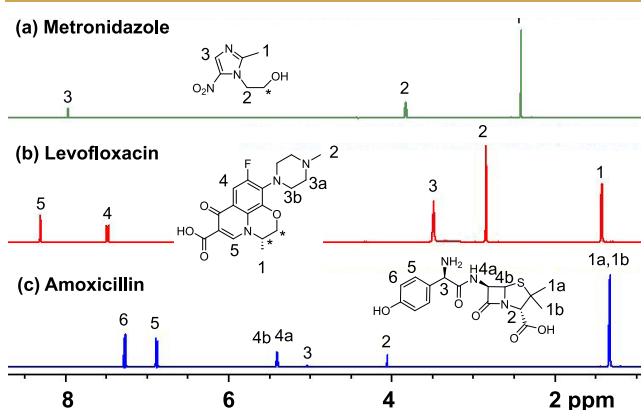 (a) Metronidazole
3 N 1
N OH
O₂N
2 *
3
2
(b) Levofloxacin
5
4
F N 2
4 N 3a
3b
O O
HO N *
5 *
1
3
2
1
(c) Amoxicillin
6
5
4b 4a
3
2
1a,1b
NH₂ H4a
6 5 N 4b S 1a
3 O N 2 1b
HO O OH
O
8 6 4 2 ppm